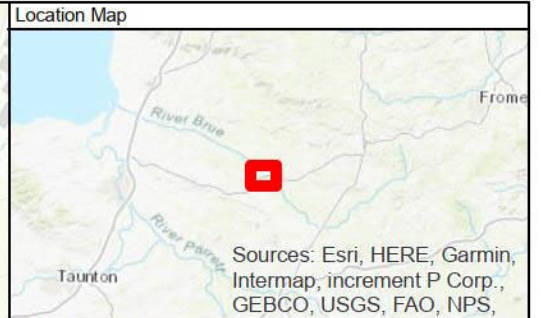 Location Map
Frome
River Brue
River Parrett
Sources: Esri, HERE, Garmin,
Taunton
Intermap, increment P Corp.,
GEBCO, USGS, FAO, NPS,